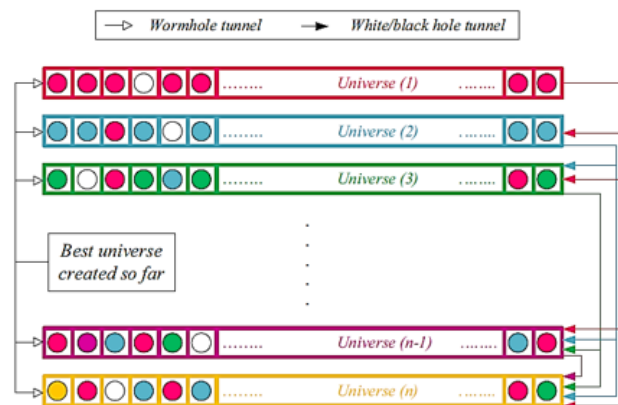 Wormhole tunnel White/black hole tunnel
........ Universe (1) ........
........ Universe (2) ........
........ Universe (3) ........
Best universe
created so far
........ Universe (n-1) ........
........ Universe (n) ........